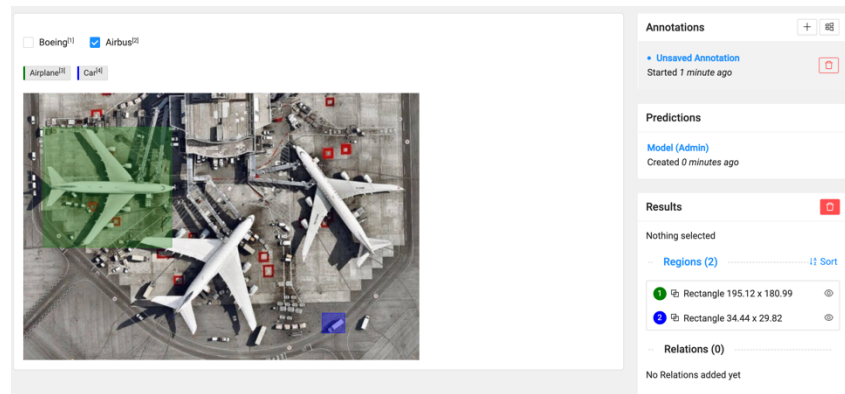 Boeing[1] Airbus[2]
Airplane[3] Car[4]
Annotations
Unsaved Annotation
Started 1 minute ago
Predictions
Model (Admin)
Created 0 minutes ago
Results
Nothing selected
Regions (2) Sort
1 Rectangle 195.12 x 180.99
2 Rectangle 34.44 x 29.82
Relations (0)
No Relations added yet